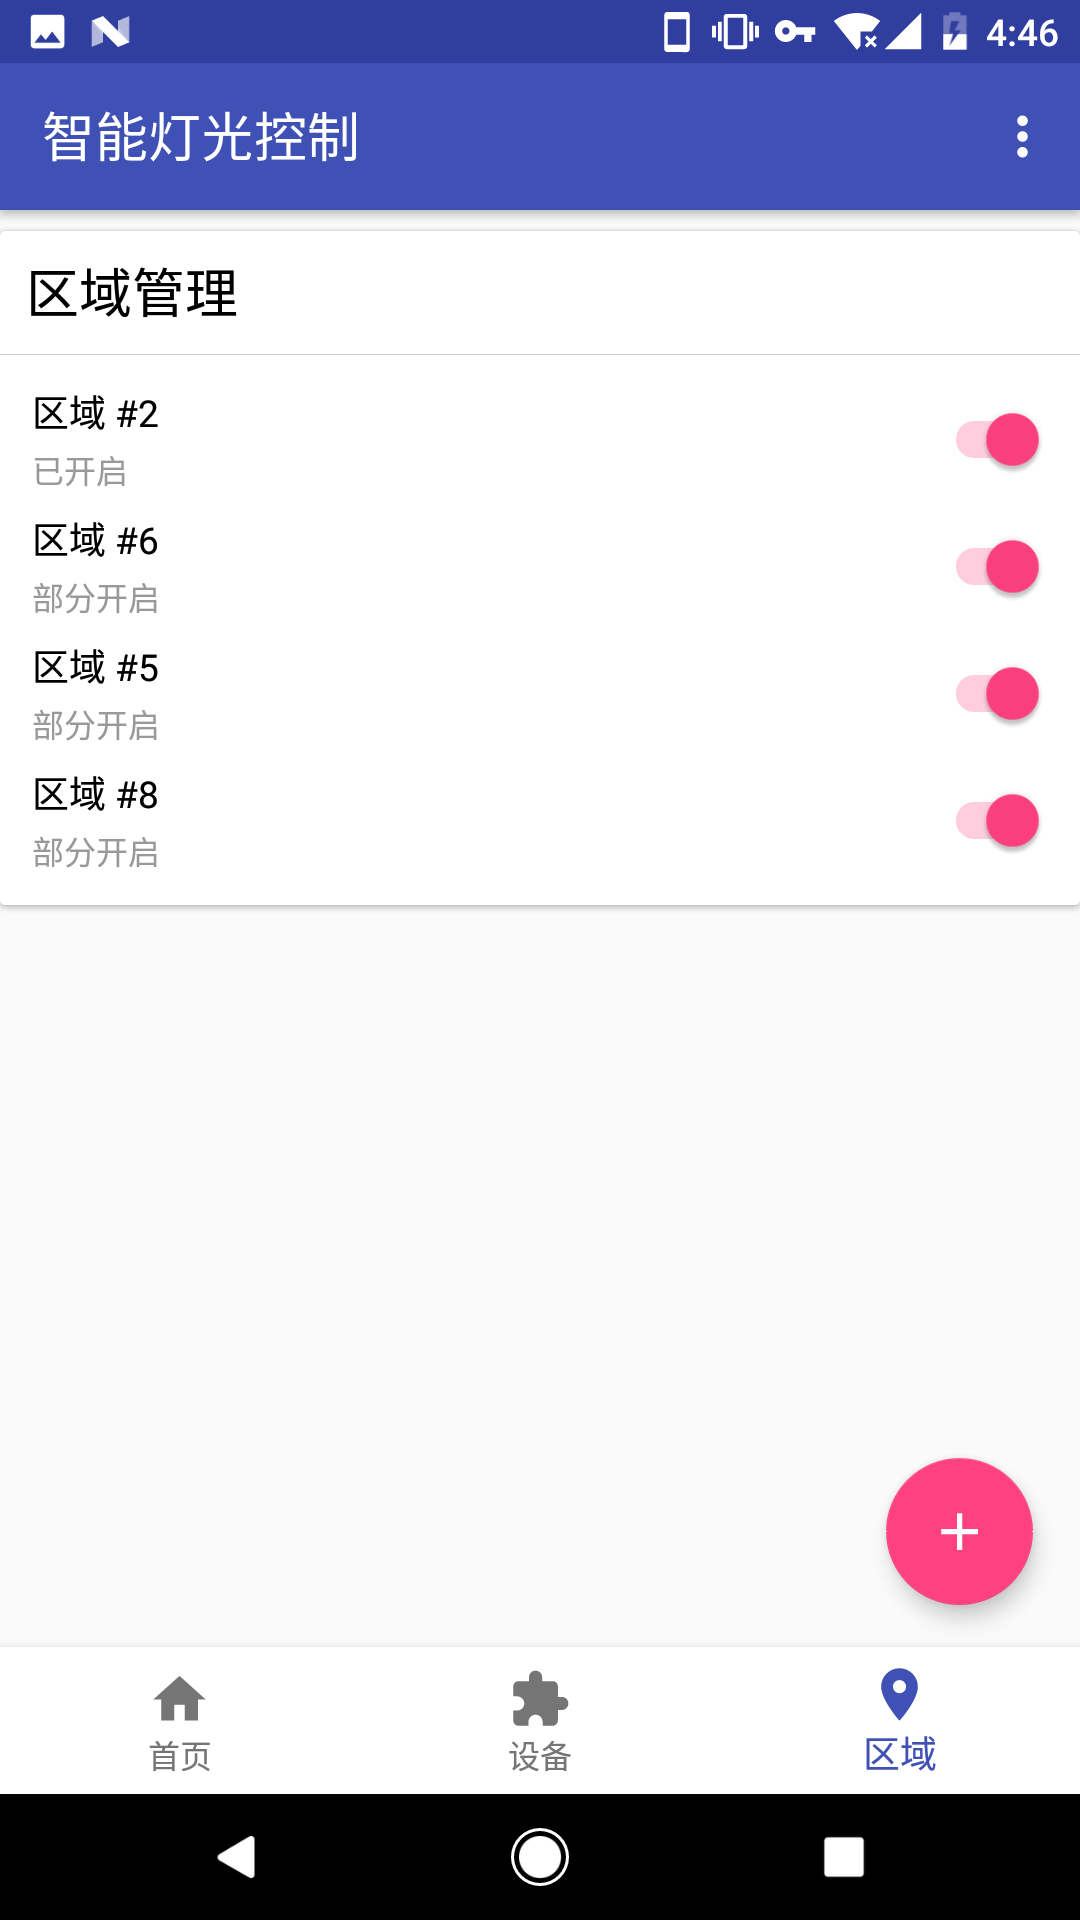 4:46
智能灯光控制
区域管理
区域 #2
已开启
区域 #6
部分开启
区域 #5
部分开启
区域 #8
部分开启
首页
设备
区域